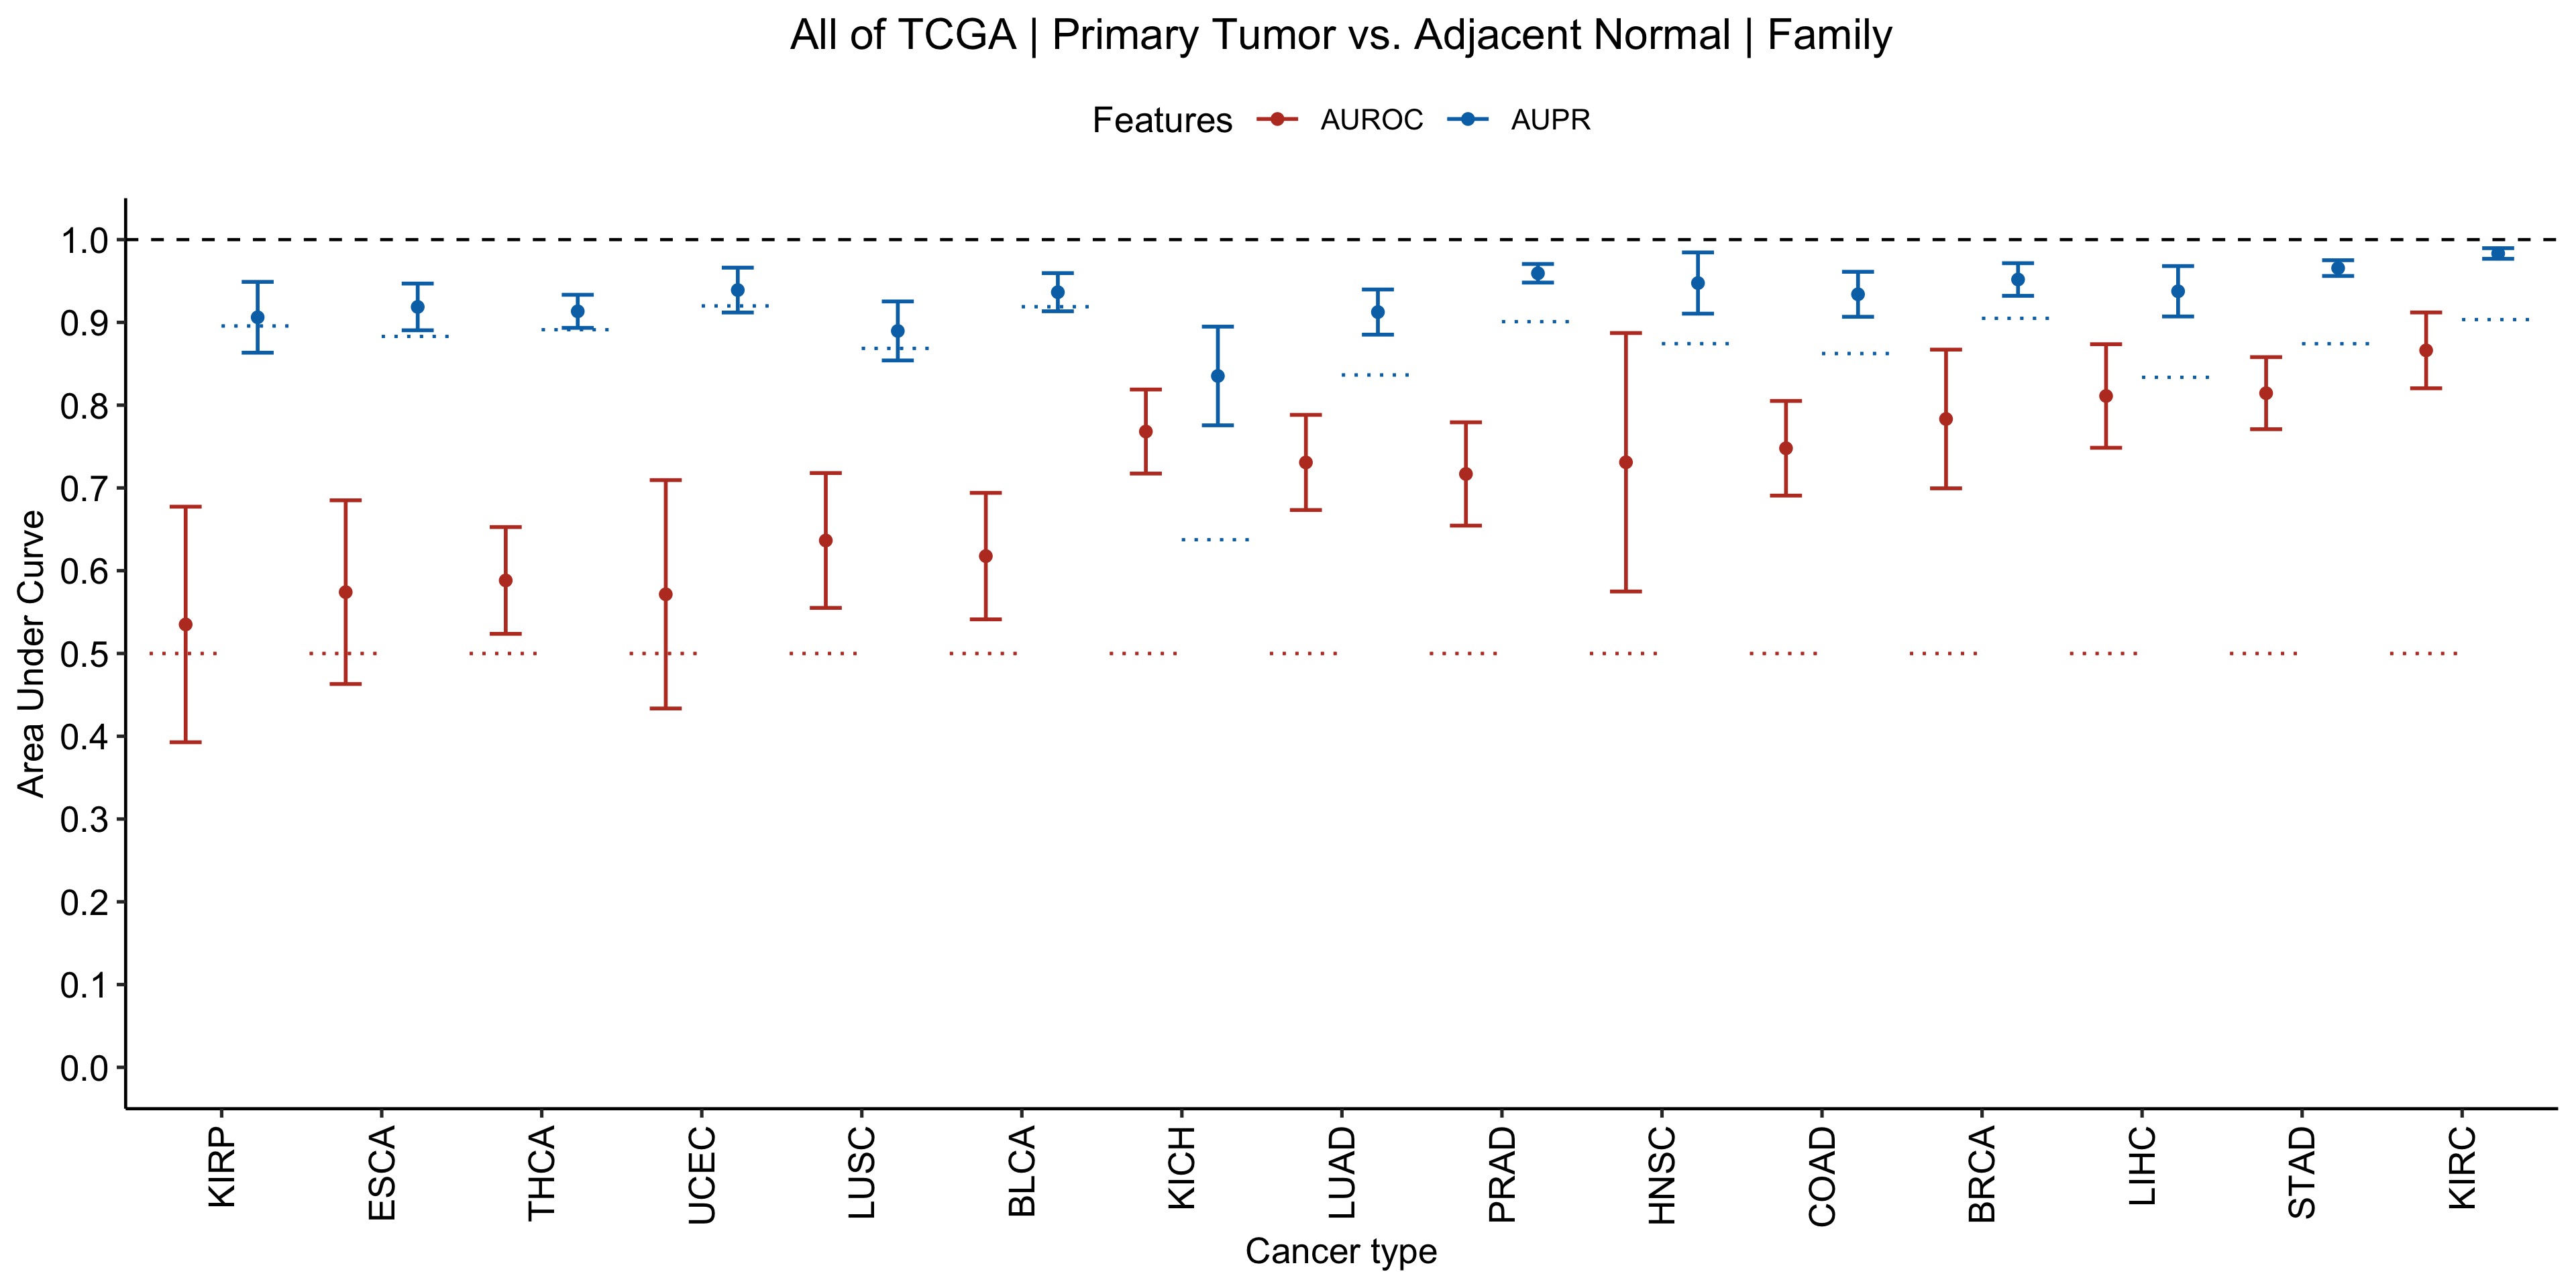 All of TCGA | Primary Tumor vs. Adjacent Normal | Family
Features AUROC AUPR
Area Under Curve
1.0
0.9
0.8
0.7
0.6
0.5
0.4
0.3
0.2
0.1
0.0
KIRP ESCA THCA UCEC LUSC BLCA KICH LUAD PRAD HNSC COAD BRCA LIHC STAD KIRC
Cancer type